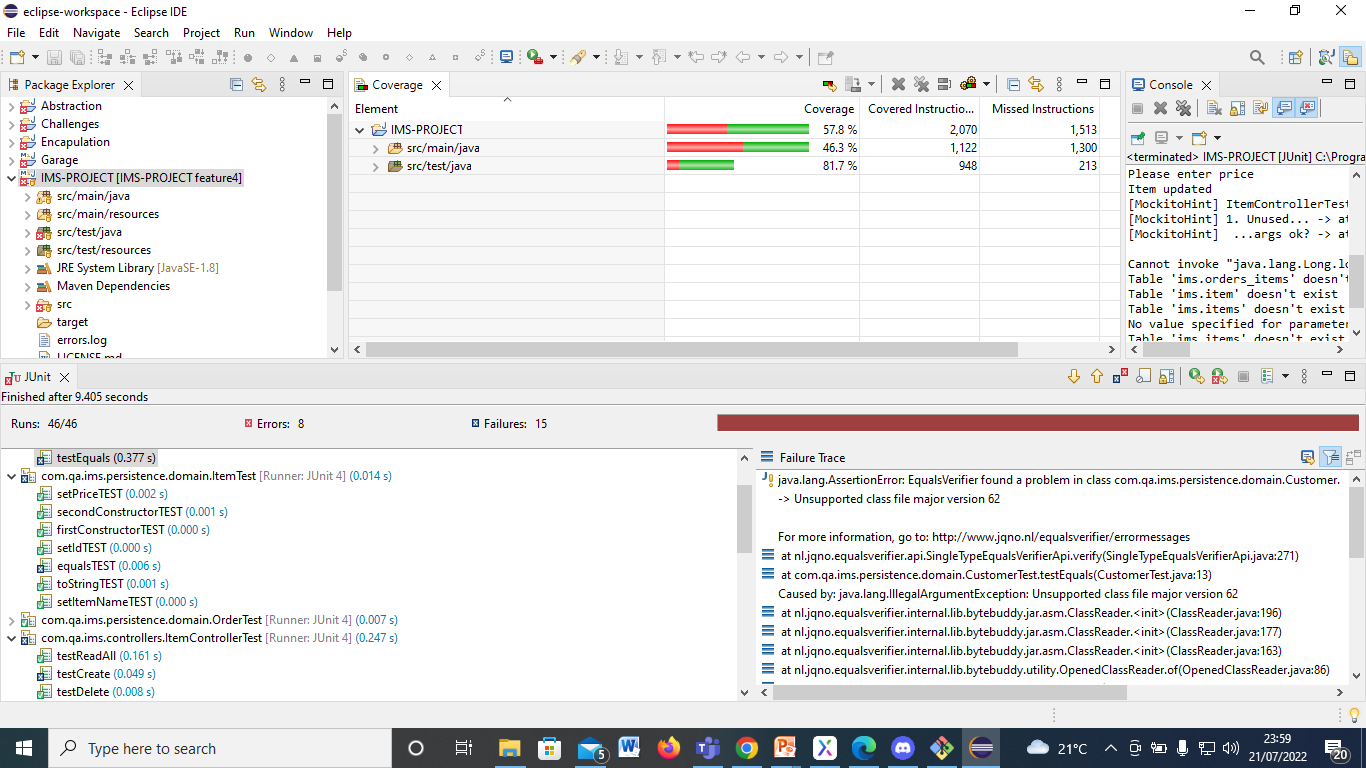 eclipse-workspace - Eclipse IDE
File Edit Navigate Search Project Run Window Help
Package Explorer
Abstraction
Challenges
Encapulation
Garage
IMS-PROJECT [IMS-PROJECT feature4]
src/main/java
src/main/resources
src/test/java
src/test/resources
JRE System Library [JavaSE-1.8]
Maven Dependencies
src
target
errors.log
LICENSE.md
Coverage
Element Coverage Covered Instructio... Missed Instructions
IMS-PROJECT 57.8 % 2,070 1,513
src/main/java 46.3 % 1,122 1,300
src/test/java 81.7 % 948 213
Console
<terminated> IMS-PROJECT [JUnit] C:\Progra
Please enter price
Item updated
[MockitoHint] ItemControllerTest
[MockitoHint] 1. Unused... -> at
[MockitoHint] ...args ok? -> at
Cannot invoke "java.lang.Long.lo
Table 'ims.orders_items' doesn't
Table 'ims.item' doesn't exist
Table 'ims.items' doesn't exist
No value specified for parameter
Table 'ims.items' doesn't exist
JUnit
Finished after 9.405 seconds
Runs: 46/46 Errors: 8 Failures: 15
testEquals (0.377 s)
com.qa.ims.persistence.domain.ItemTest [Runner: JUnit 4] (0.014 s)
setPriceTEST (0.002 s)
secondConstructorTEST (0.001 s)
firstConstructorTEST (0.000 s)
setIdTEST (0.000 s)
equalsTEST (0.006 s)
toStringTEST (0.001 s)
setItemNameTEST (0.000 s)
com.qa.ims.persistence.domain.OrderTest [Runner: JUnit 4] (0.007 s)
com.qa.ims.controllers.ItemControllerTest [Runner: JUnit 4] (0.247 s)
testReadAll (0.161 s)
testCreate (0.049 s)
testDelete (0.008 s)
Failure Trace
java.lang.AssertionError: EqualsVerifier found a problem in class com.qa.ims.persistence.domain.Customer.
-> Unsupported class file major version 62
For more information, go to: http://www.jqno.nl/equalsverifier/errormessages
at nl.jqno.equalsverifier.api.SingleTypeEqualsVerifierApi.verify(SingleTypeEqualsVerifierApi.java:271)
at com.qa.ims.persistence.domain.CustomerTest.testEquals(CustomerTest.java:13)
Caused by: java.lang.IllegalArgumentException: Unsupported class file major version 62
at nl.jqno.equalsverifier.internal.lib.bytebuddy.jar.asm.ClassReader.<init>(ClassReader.java:196)
at nl.jqno.equalsverifier.internal.lib.bytebuddy.jar.asm.ClassReader.<init>(ClassReader.java:177)
at nl.jqno.equalsverifier.internal.lib.bytebuddy.jar.asm.ClassReader.<init>(ClassReader.java:163)
at nl.jqno.equalsverifier.internal.lib.bytebuddy.utility.OpenedClassReader.of(OpenedClassReader.java:86)
Type here to search
5
21°C
23:59
21/07/2022
20